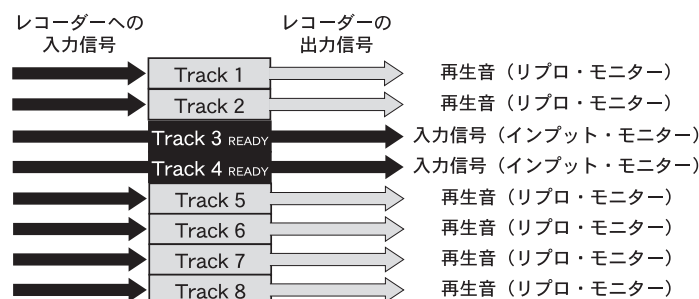 レコーダーへの
入力信号
レコーダーの
出力信号
Track 1 再生音（リプロ・モニター）
Track 2 再生音（リプロ・モニター）
Track 3 READY 入力信号（インプット・モニター）
Track 4 READY 入力信号（インプット・モニター）
Track 5 再生音（リプロ・モニター）
Track 6 再生音（リプロ・モニター）
Track 7 再生音（リプロ・モニター）
Track 8 再生音（リプロ・モニター）